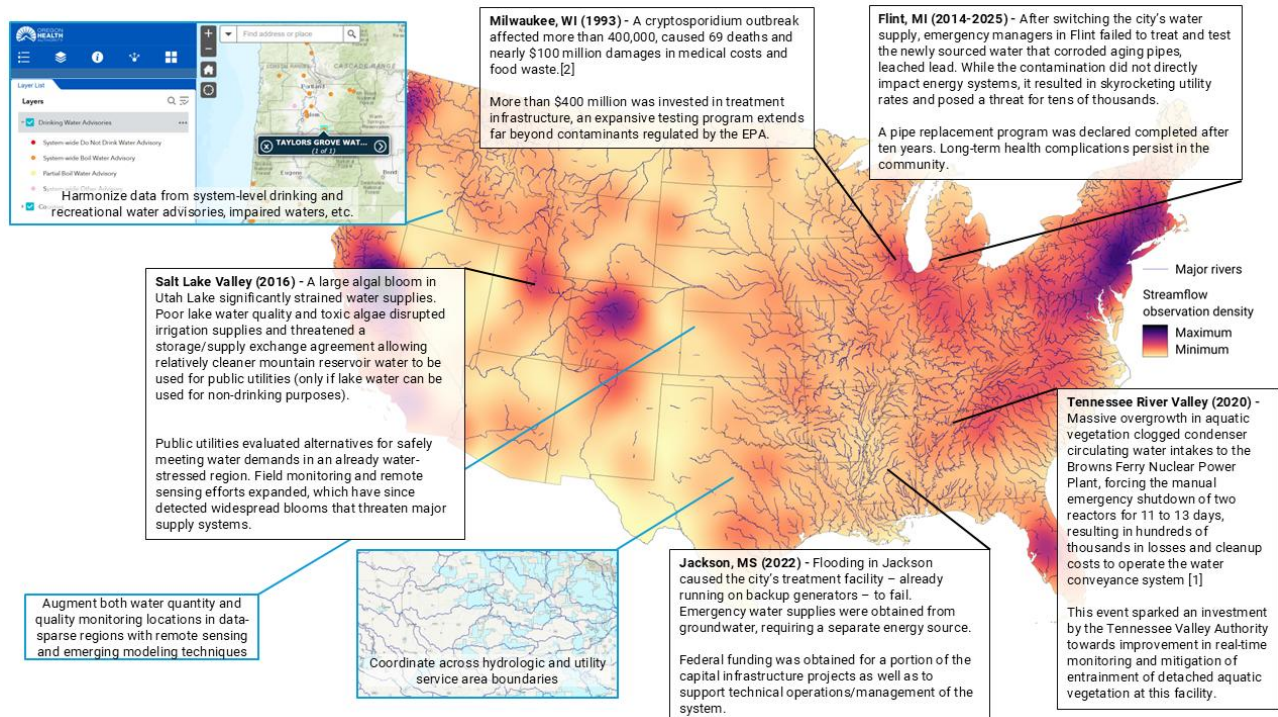 OREGON
HEALTH
AUTHORITY
Layer List
Layers
Drinking Water Advisories
System-wide Do Not Drink Water Advisory
System-wide Boil Water Advisory
Partial Boil Water Advisory
Find address or place
CASCADE RANGE
Portland
Eugene
TAYLORS GROVE WAT...
(1 of 1)
Harmonize data from system-level drinking and
recreational water advisories, impaired waters, etc.
Milwaukee, WI (1993) - A cryptosporidium outbreak
affected more than 400,000, caused 69 deaths and
nearly $100 million damages in medical costs and
food waste.[2]
More than $400 million was invested in treatment
infrastructure, an expansive testing program extends
far beyond contaminants regulated by the EPA.
Flint, MI (2014-2025) - After switching the city's water
supply, emergency managers in Flint failed to treat and test
the newly sourced water that corroded aging pipes,
leached lead. While the contamination did not directly
impact energy systems, it resulted in skyrocketing utility
rates and posed a threat for tens of thousands.
A pipe replacement program was declared completed after
ten years. Long-term health complications persist in the
community.
Salt Lake Valley (2016) - A large algal bloom in
Utah Lake significantly strained water supplies.
Poor lake water quality and toxic algae disrupted
irrigation supplies and threatened a
storage/supply exchange agreement allowing
relatively cleaner mountain reservoir water to be
used for public utilities (only if lake water can be
used for non-drinking purposes).
Public utilities evaluated alternatives for safely
meeting water demands in an already water-
stressed region. Field monitoring and remote
sensing efforts expanded, which have since
detected widespread blooms that threaten major
supply systems.
Major rivers
Streamflow
observation density
Maximum
Minimum
Tennessee River Valley (2020) -
Massive overgrowth in aquatic
vegetation clogged condenser
circulating water intakes to the
Browns Ferry Nuclear Power
Plant, forcing the manual
emergency shutdown of two
reactors for 11 to 13 days,
resulting in hundreds of
thousands in losses and cleanup
costs to operate the water
conveyance system [1]
This event sparked an investment
by the Tennessee Valley Authority
towards improvement in real-time
monitoring and mitigation of
entrainment of detached aquatic
vegetation at this facility.
Augment both water quantity and
quality monitoring locations in data-
sparse regions with remote sensing
and emerging modeling techniques
Coordinate across hydrologic and utility
service area boundaries
Jackson, MS (2022) - Flooding in Jackson
caused the city's treatment facility – already
running on backup generators – to fail.
Emergency water supplies were obtained from
groundwater, requiring a separate energy source.
Federal funding was obtained for a portion of the
capital infrastructure projects as well as to
support technical operations/management of the
system.